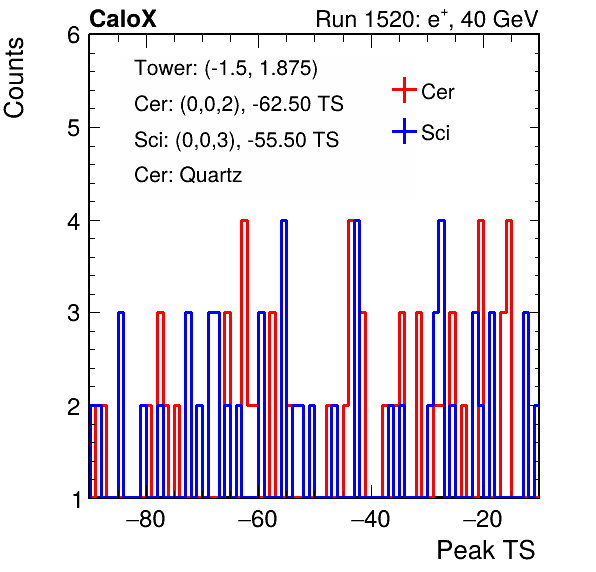 CaloX Run 1520: e+, 40 GeV
Counts
6
5
4
3
2
1
Tower: (-1.5, 1.875)
Cer: (0,0,2), -62.50 TS
Sci: (0,0,3), -55.50 TS
Cer: Quartz
Cer
Sci
−80 −60 −40 −20
Peak TS